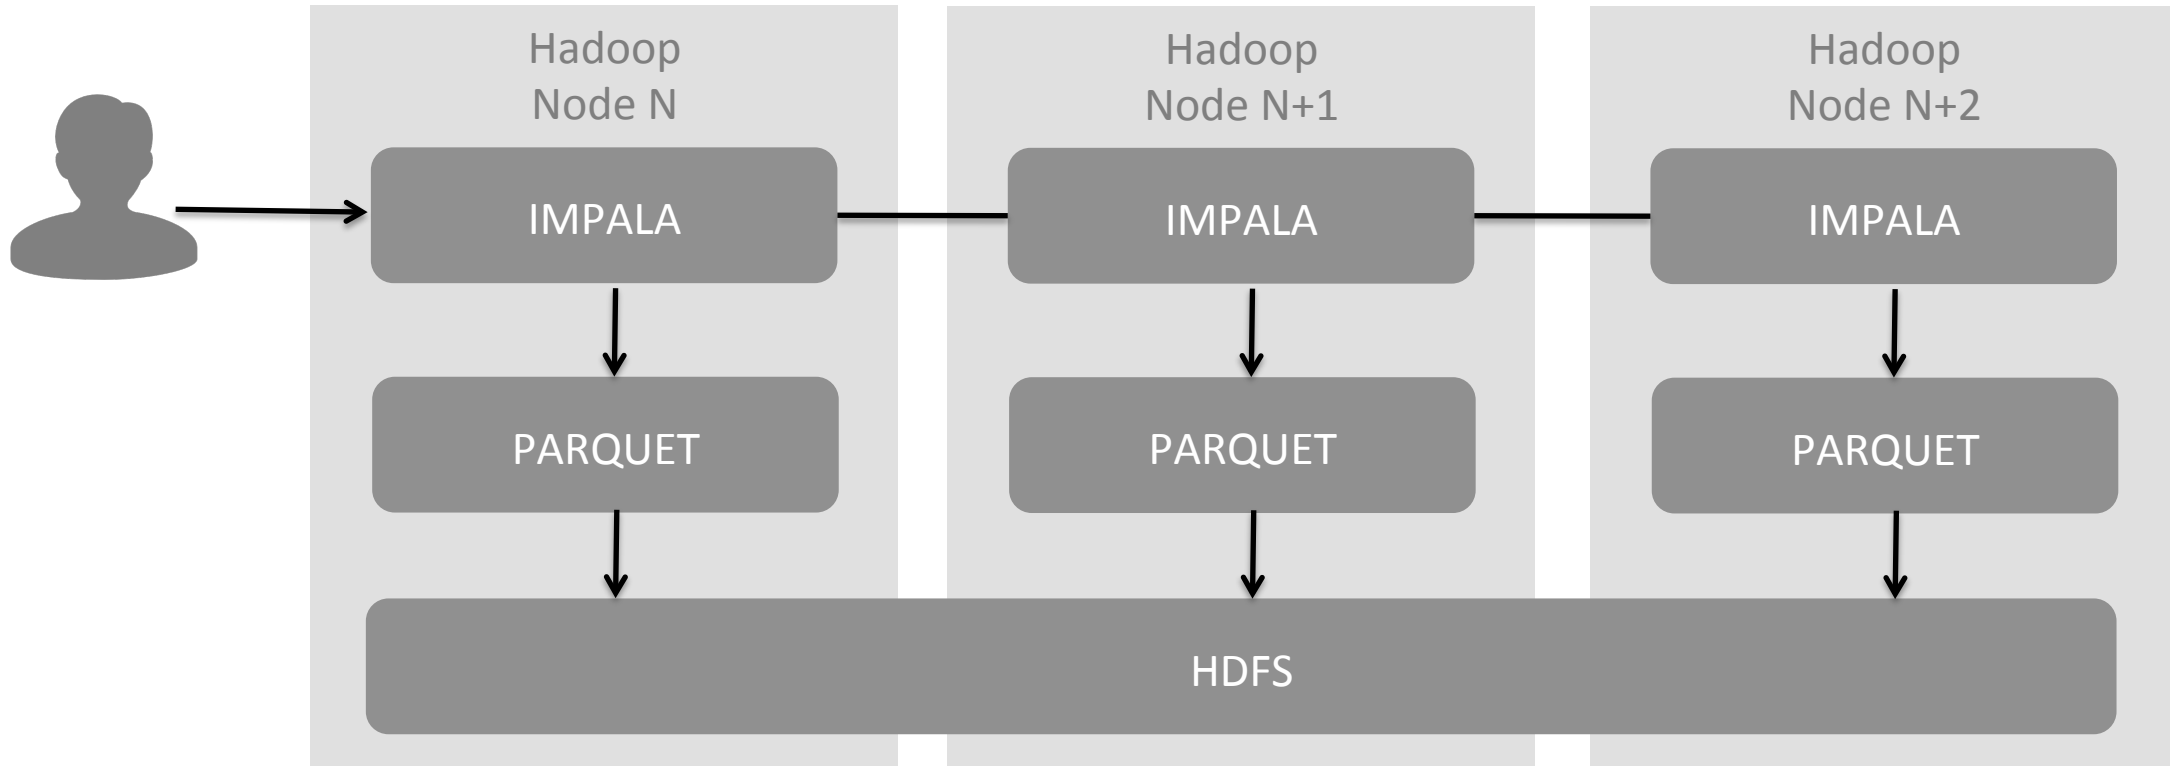 Hadoop
Node N
Hadoop
Node N+1
Hadoop
Node N+2
IMPALA
IMPALA
IMPALA
PARQUET
PARQUET
PARQUET
HDFS